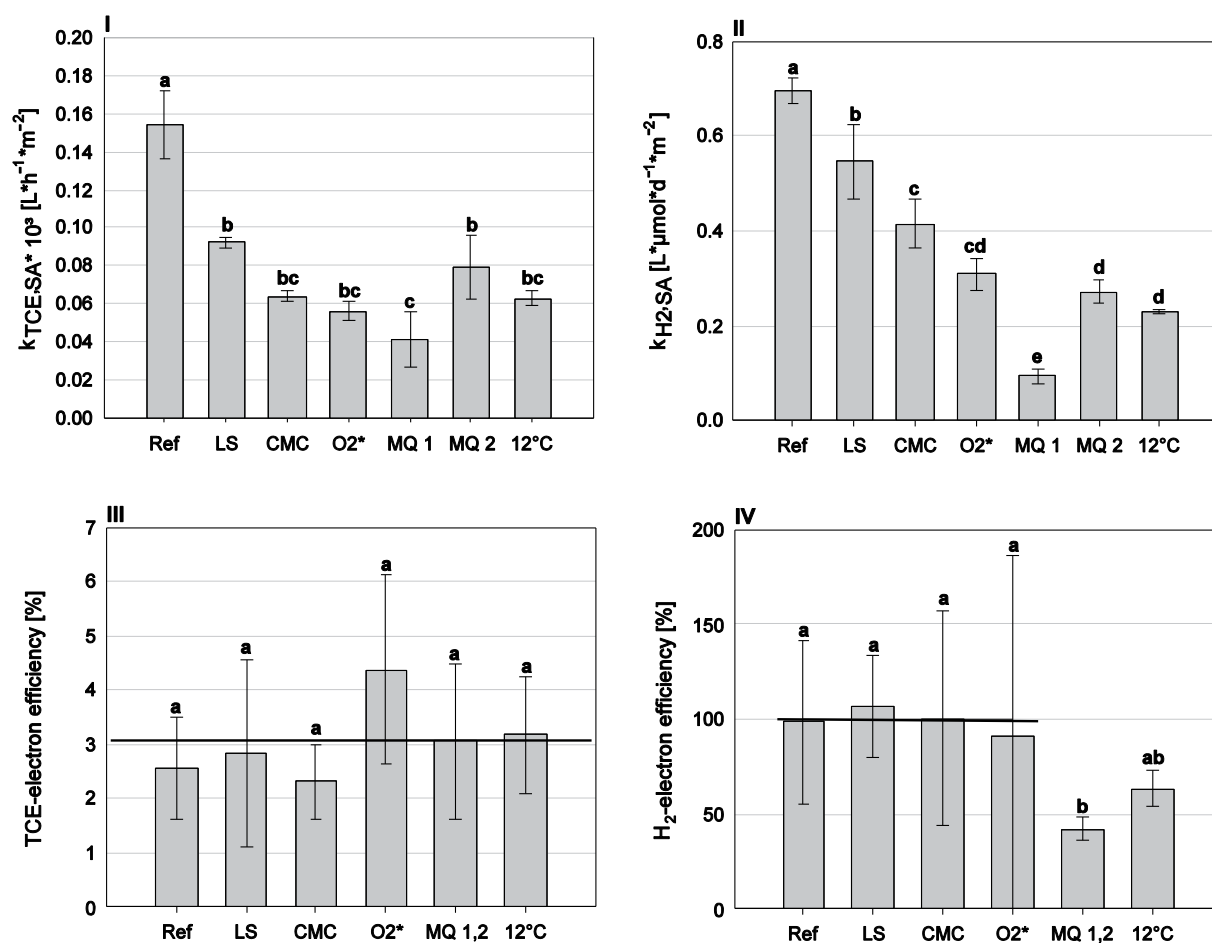 I
kTCE,SA* 10³ [L*h⁻¹*m⁻²]
0.20
0.18
0.16
0.14
0.12
0.10
0.08
0.06
0.04
0.02
0.00
a
b
bc
bc
c
b
bc
Ref LS CMC O2* MQ 1 MQ 2 12°C
II
kH2,SA [L*µmol*d⁻¹*m⁻²]
0.8
0.6
0.4
0.2
0.0
a
b
c
cd
e
d
d
Ref LS CMC O2* MQ 1 MQ 2 12°C
III
TCE-electron efficiency [%]
7
6
5
4
3
2
1
0
a
a
a
a
a
a
Ref LS CMC O2* MQ 1,2 12°C
IV
H₂-electron efficiency [%]
200
150
100
50
0
a
a
a
a
b
ab
Ref LS CMC O2* MQ 1,2 12°C